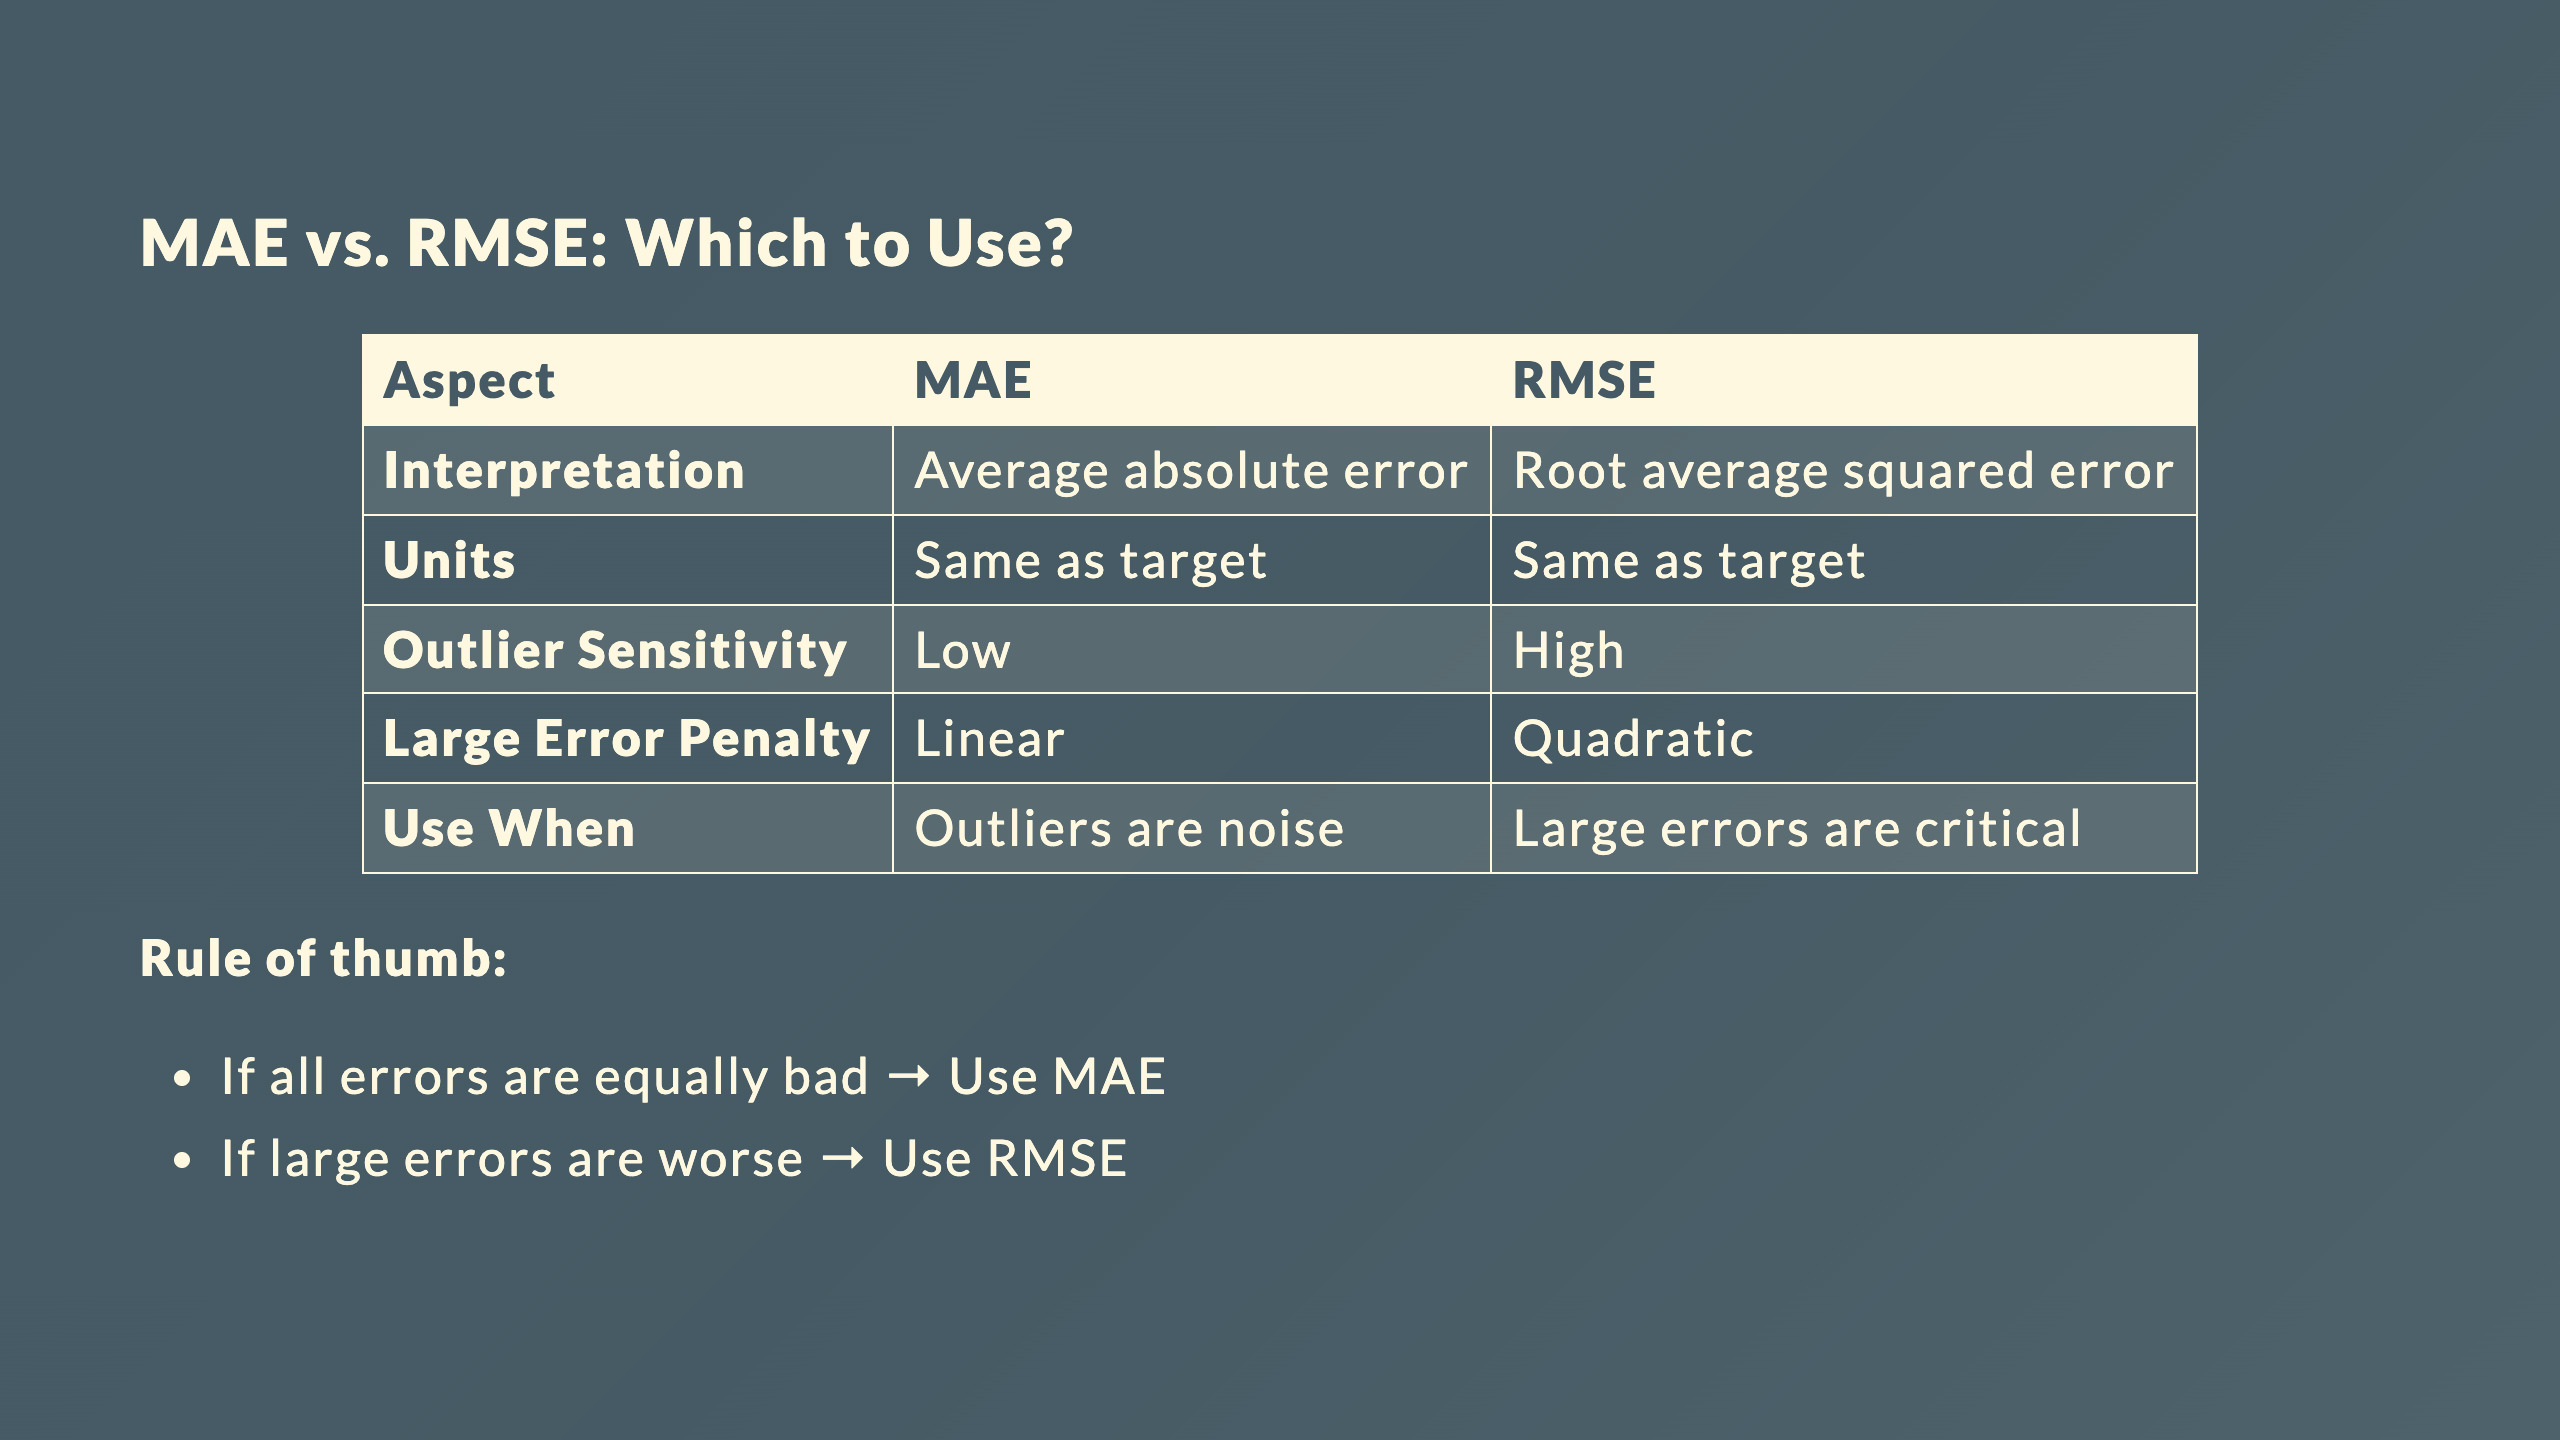 MAE vs. RMSE: Which to Use?
Aspect MAE RMSE
Interpretation Average absolute error Root average squared error
Units Same as target Same as target
Outlier Sensitivity Low High
Large Error Penalty Linear Quadratic
Use When Outliers are noise Large errors are critical
Rule of thumb:
• If all errors are equally bad → Use MAE
• If large errors are worse → Use RMSE